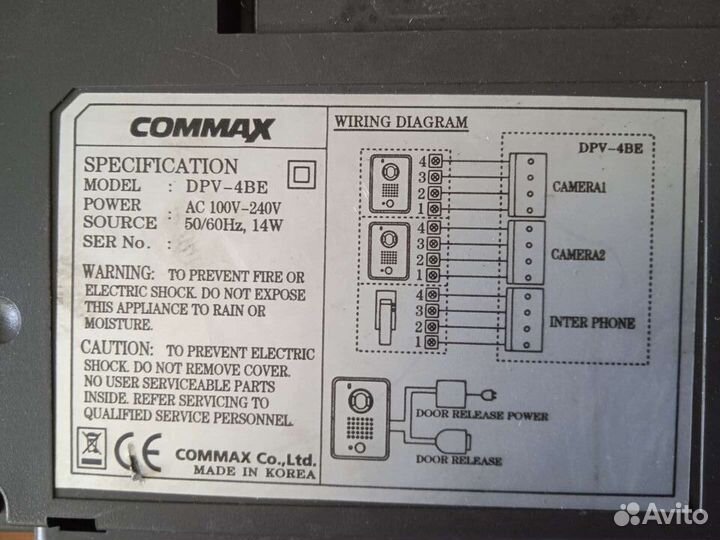 COMMAX
SPECIFICATION
MODEL : DPV-4BE
POWER : AC 100V-240V
SOURCE 50/60Hz, 14W
SER No. :
WARNING: TO PREVENT FIRE OR
ELECTRIC SHOCK. DO NOT EXPOSE
THIS APPLIANCE TO RAIN OR
MOISTURE.
CAUTION: TO PREVENT ELECTRIC
SHOCK. DO NOT REMOVE COVER.
NO USER SERVICEABLE PARTS
INSIDE. REFER SERVICING TO
QUALIFIED SERVICE PERSONNEL.
CE
COMMAX Co.,Ltd.
MADE IN KOREA
WIRING DIAGRAM
DPV-4BE
4
3
2
1
CAMERA1
4
3
2
1
CAMERA2
4
3
2
1
INTER PHONE
DOOR RELEASE POWER
DOOR RELEASE
Avito